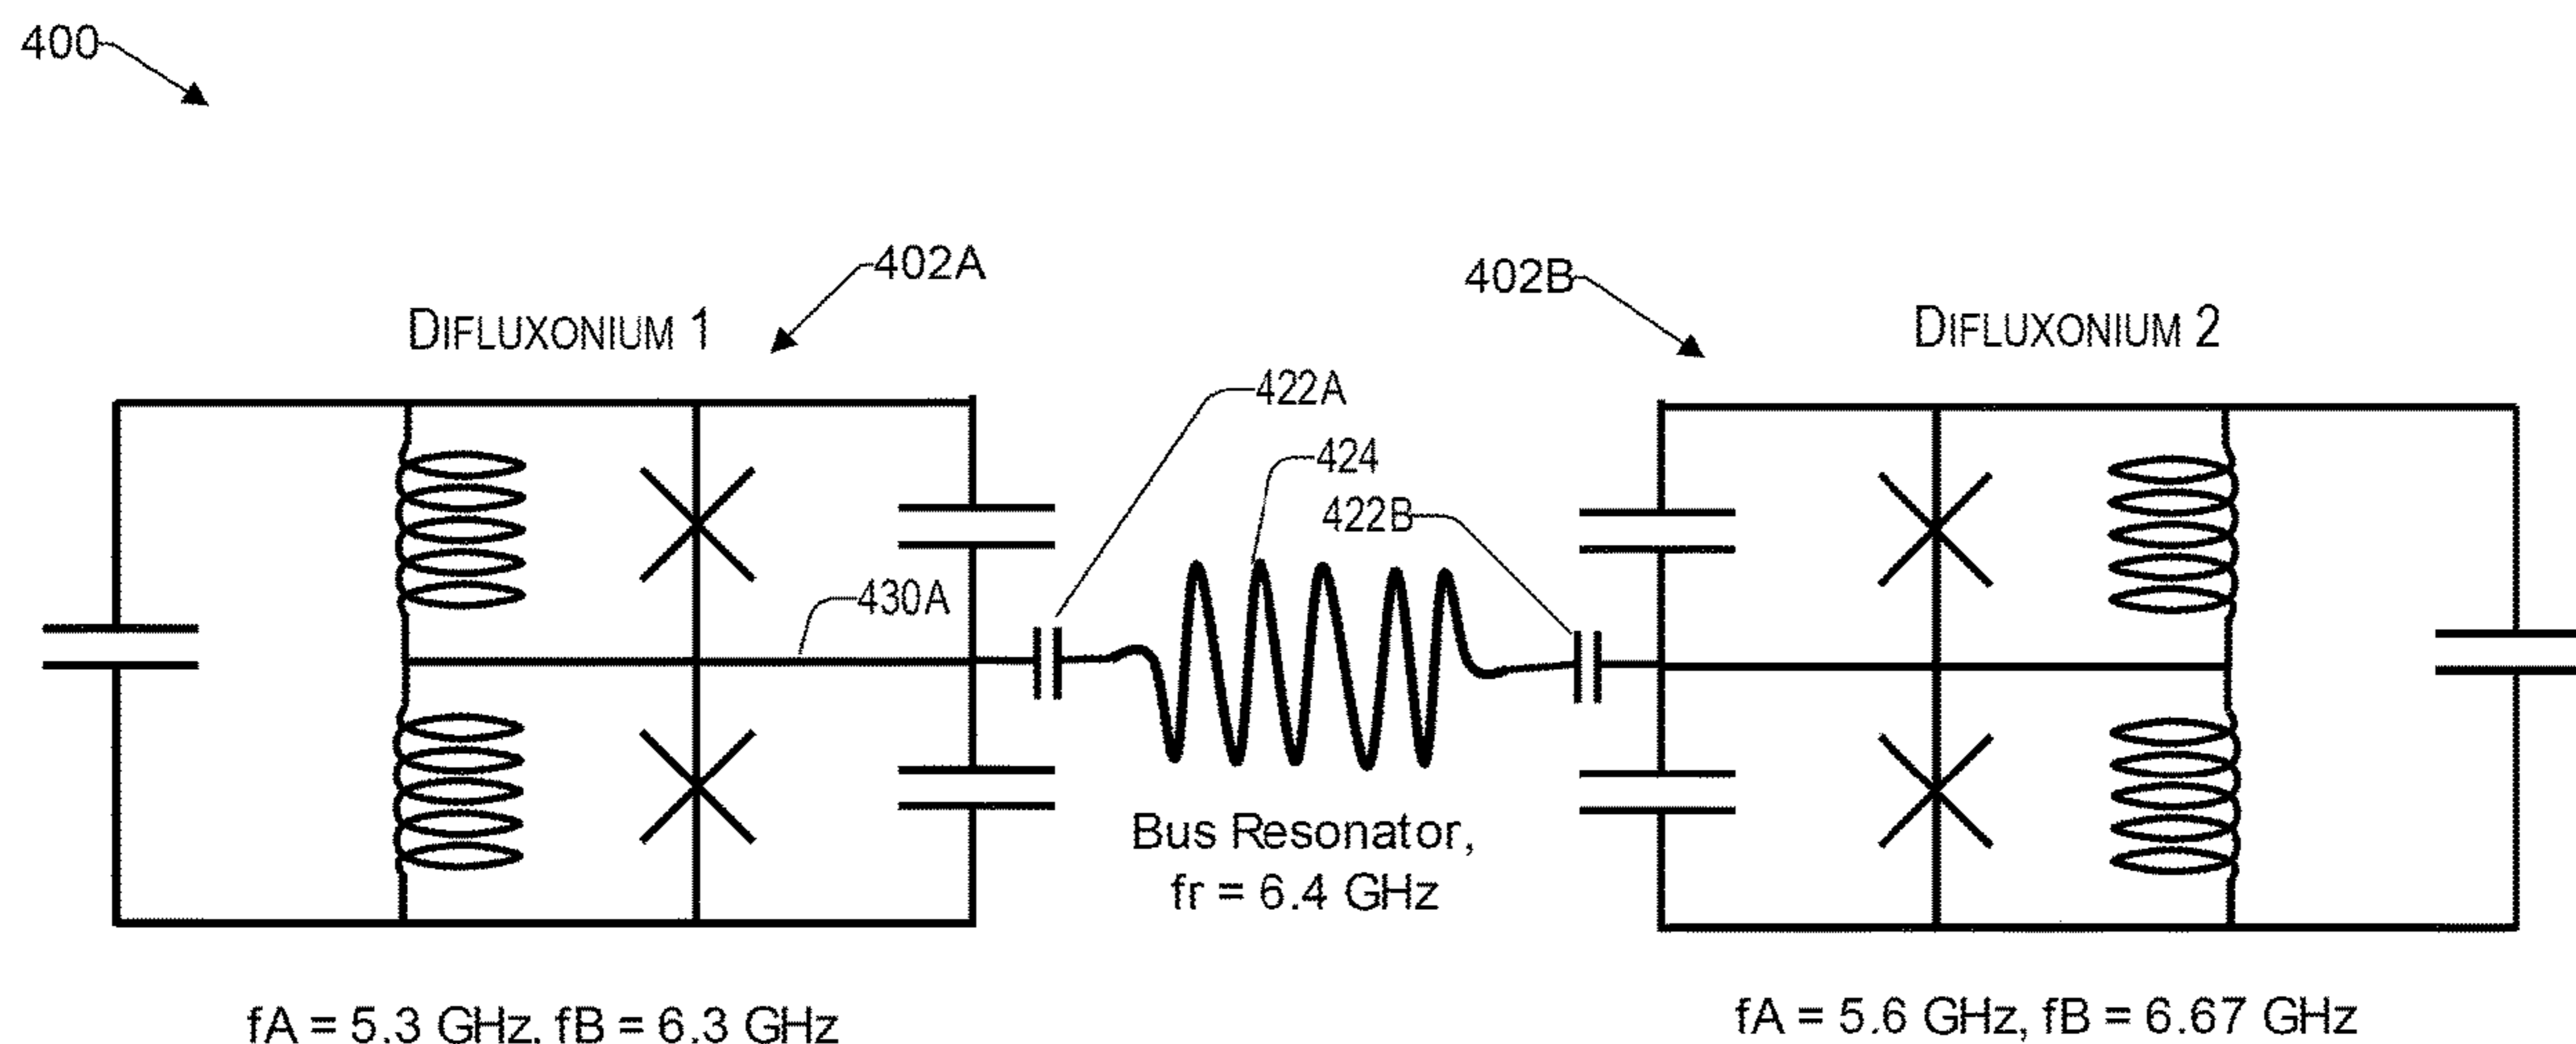 400
402A
402B
DIFLUXONIUM 1
DIFLUXONIUM 2
422A
424
422B
430A
Bus Resonator,
fr = 6.4 GHz
fA = 5.3 GHz, fB = 6.3 GHz
fA = 5.6 GHz, fB = 6.67 GHz